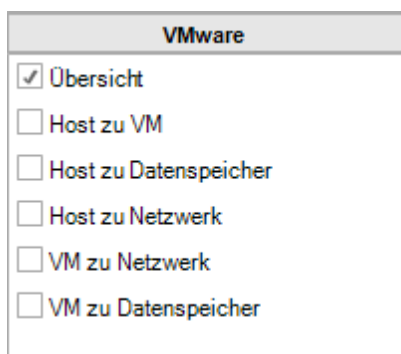 VMware
Übersicht
Host zu VM
Host zu Datenspeicher
Host zu Netzwerk
VM zu Netzwerk
VM zu Datenspeicher